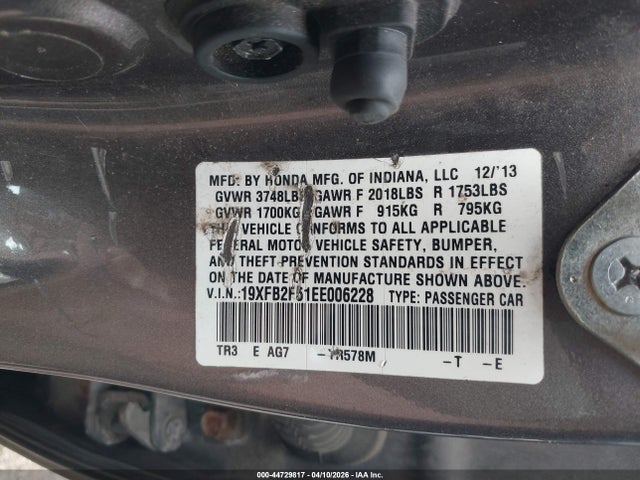 MFD. BY HONDA MFG. OF INDIANA, LLC 12/'13
GVWR 3748LBS GAWR F 2018LBS R 1753LBS
GVWR 1700KG GAWR F 915KG R 795KG
THIS VEHICLE CONFORMS TO ALL APPLICABLE
FEDERAL MOTOR VEHICLE SAFETY, BUMPER,
AND THEFT PREVENTION STANDARDS IN EFFECT
ON THE DATE OF MANUFACTURE SHOWN ABOVE.
V.I.N.: TYPE: PASSENGER CAR
TR3 E AG7 -T -E
000-44729817 04/10/2026 IAA Inc.